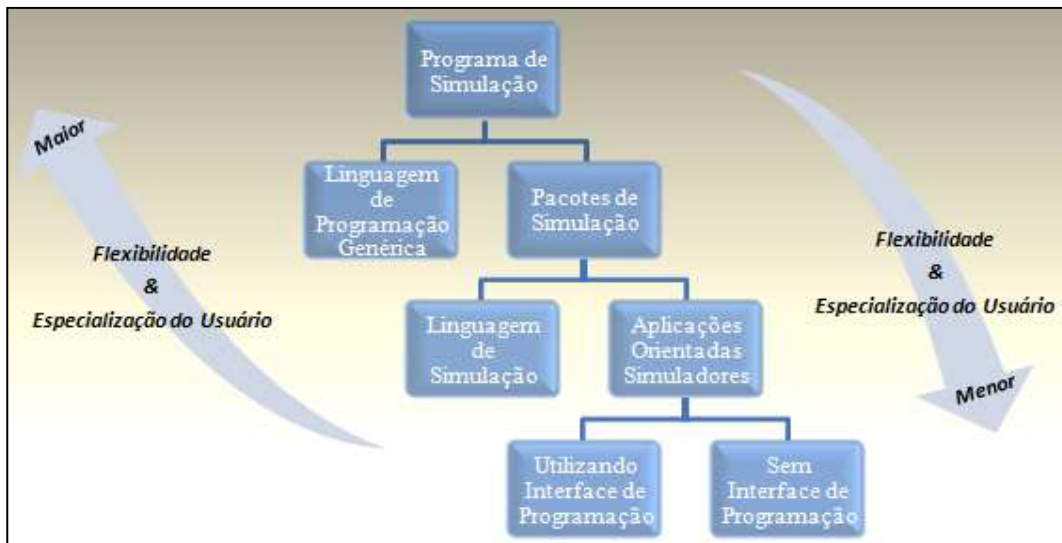 Programa de
Simulação
Maior
Linguagem
de
Programação
Genérica
Pacotes de
Simulação
Flexibilidade
&
Especialização do Usuário
Flexibilidade
&
Especialização do Usuário
Linguagem
de
Simulação
Aplicações
Orientadas
Simuladores
Menor
Utilizando
Interface de
Programação
Sem
Interface de
Programação